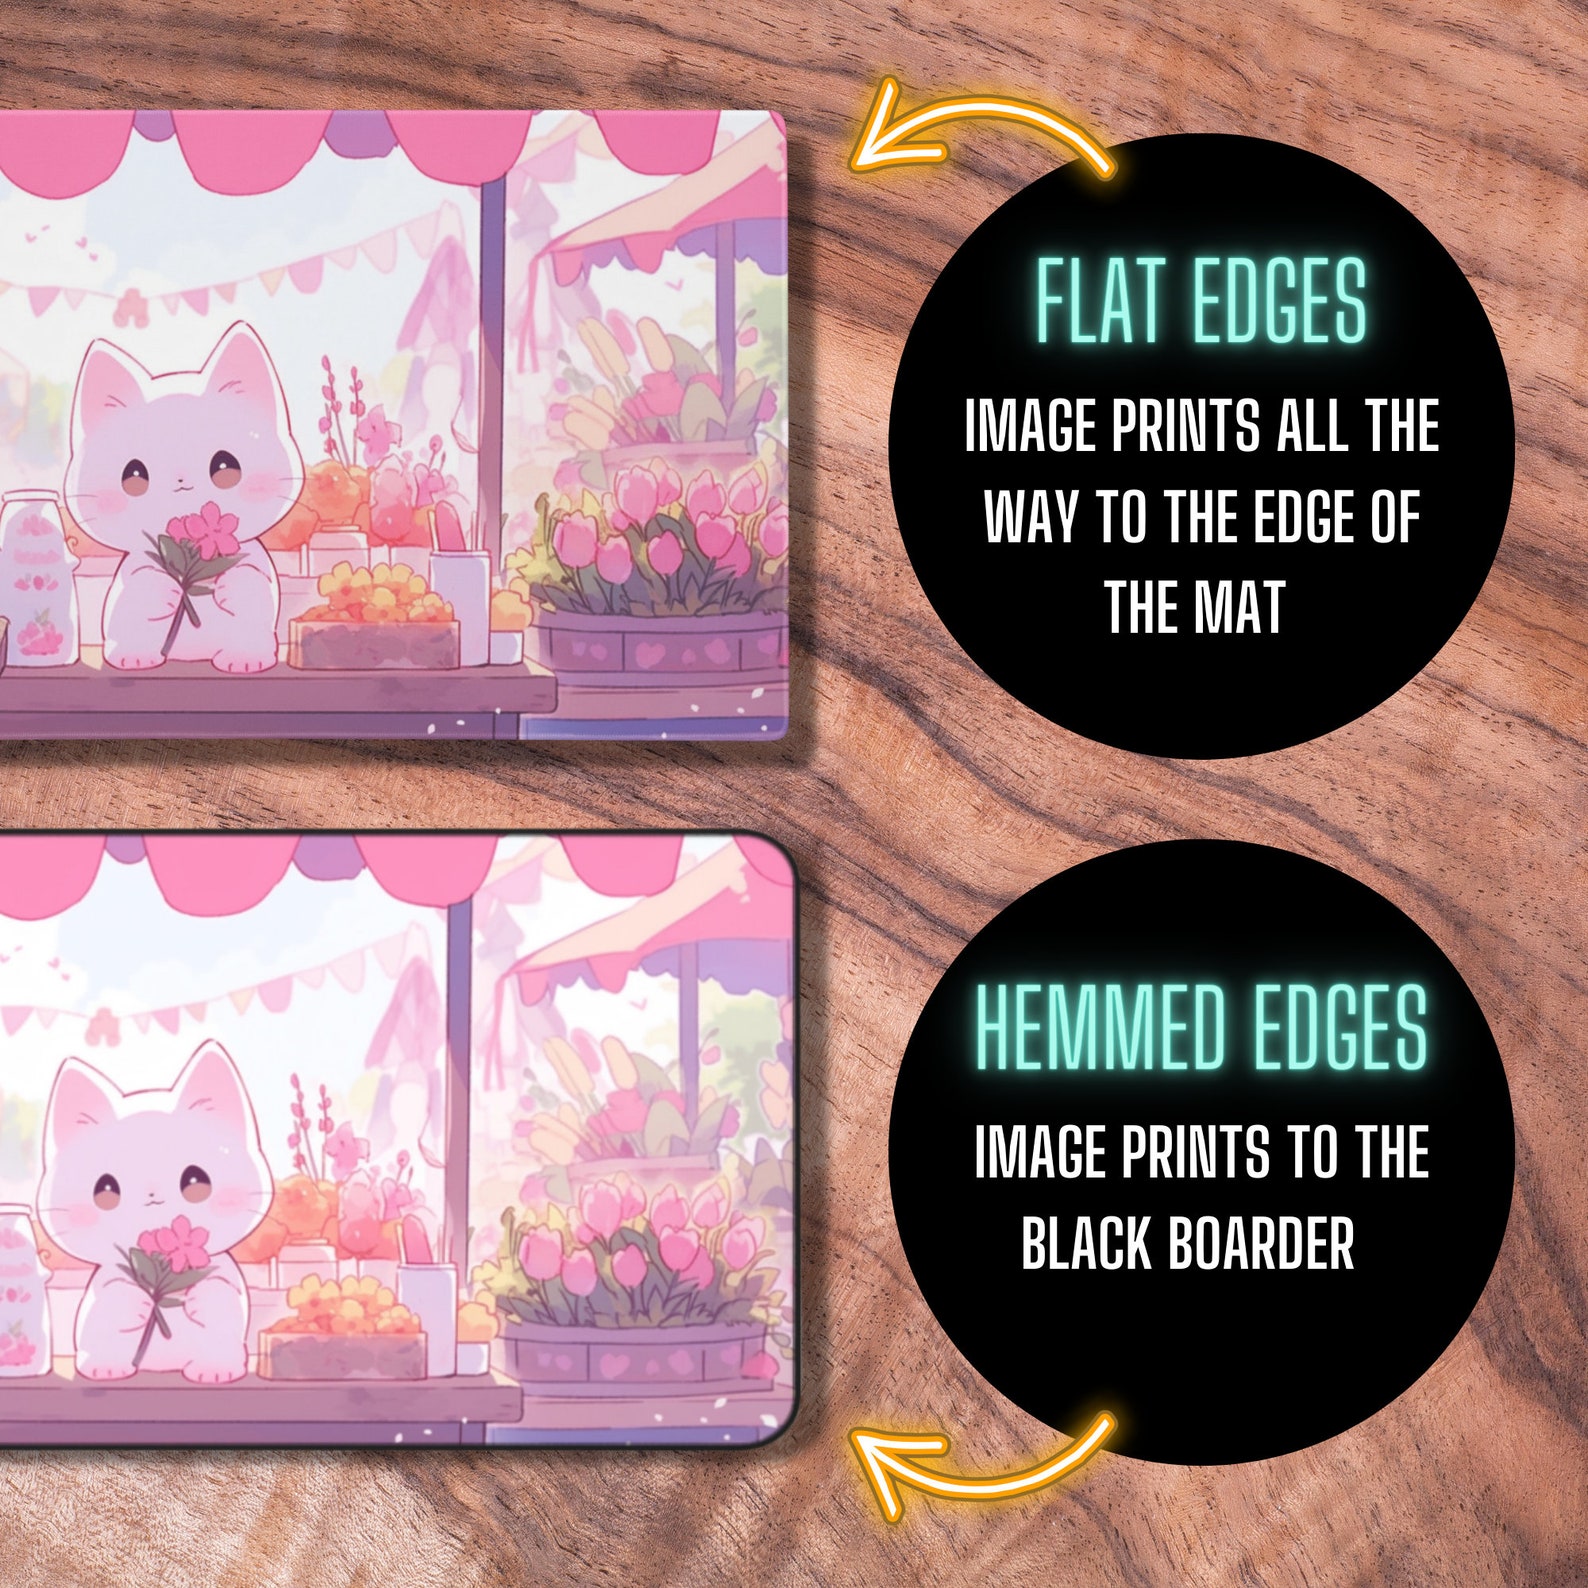 FLAT EDGES
IMAGE PRINTS ALL THE
WAY TO THE EDGE OF
THE MAT
HEMMED EDGES
IMAGE PRINTS TO THE
BLACK BOARDER